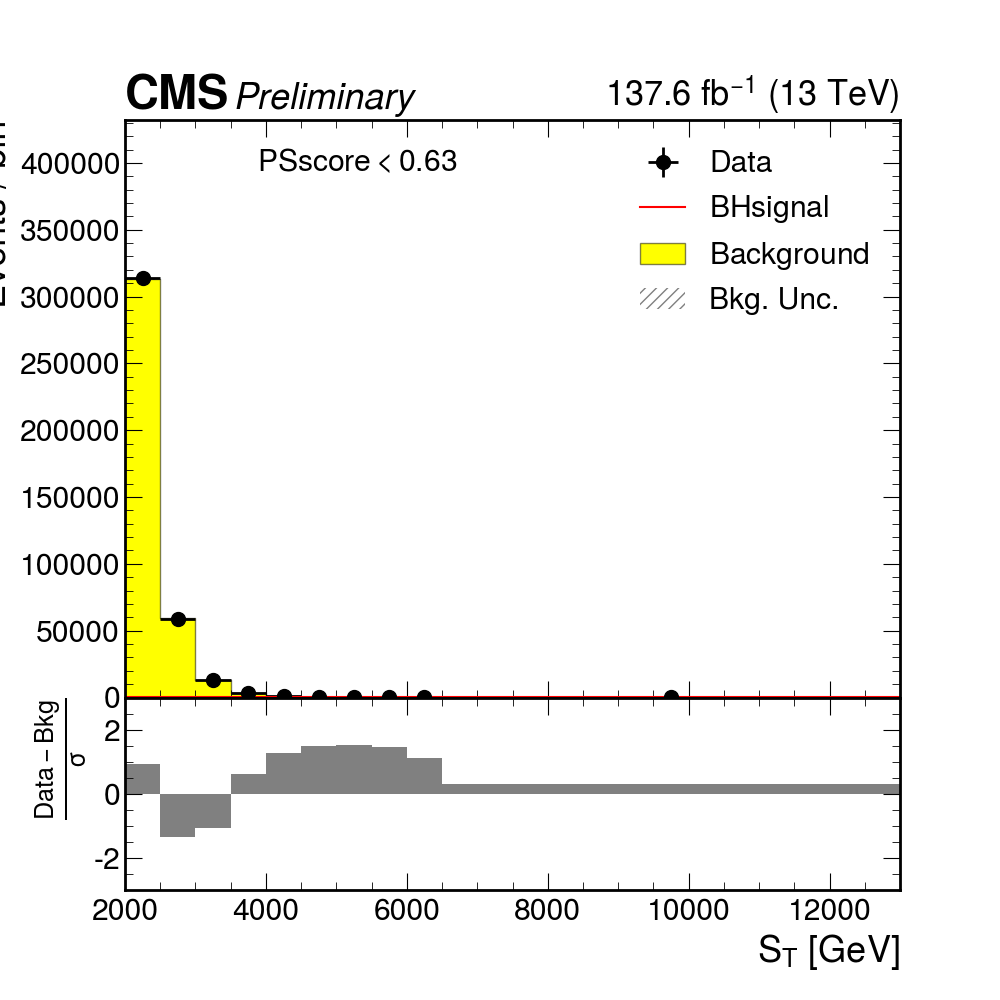 CMS Preliminary 137.6 fb⁻¹ (13 TeV)
PSscore < 0.63
Data
BHsignal
Background
Bkg. Unc.
Events / bin
400000
350000
300000
250000
200000
150000
100000
50000
0
Data – Bkg
σ
2
0
-2
2000 4000 6000 8000 10000 12000
S_T [GeV]